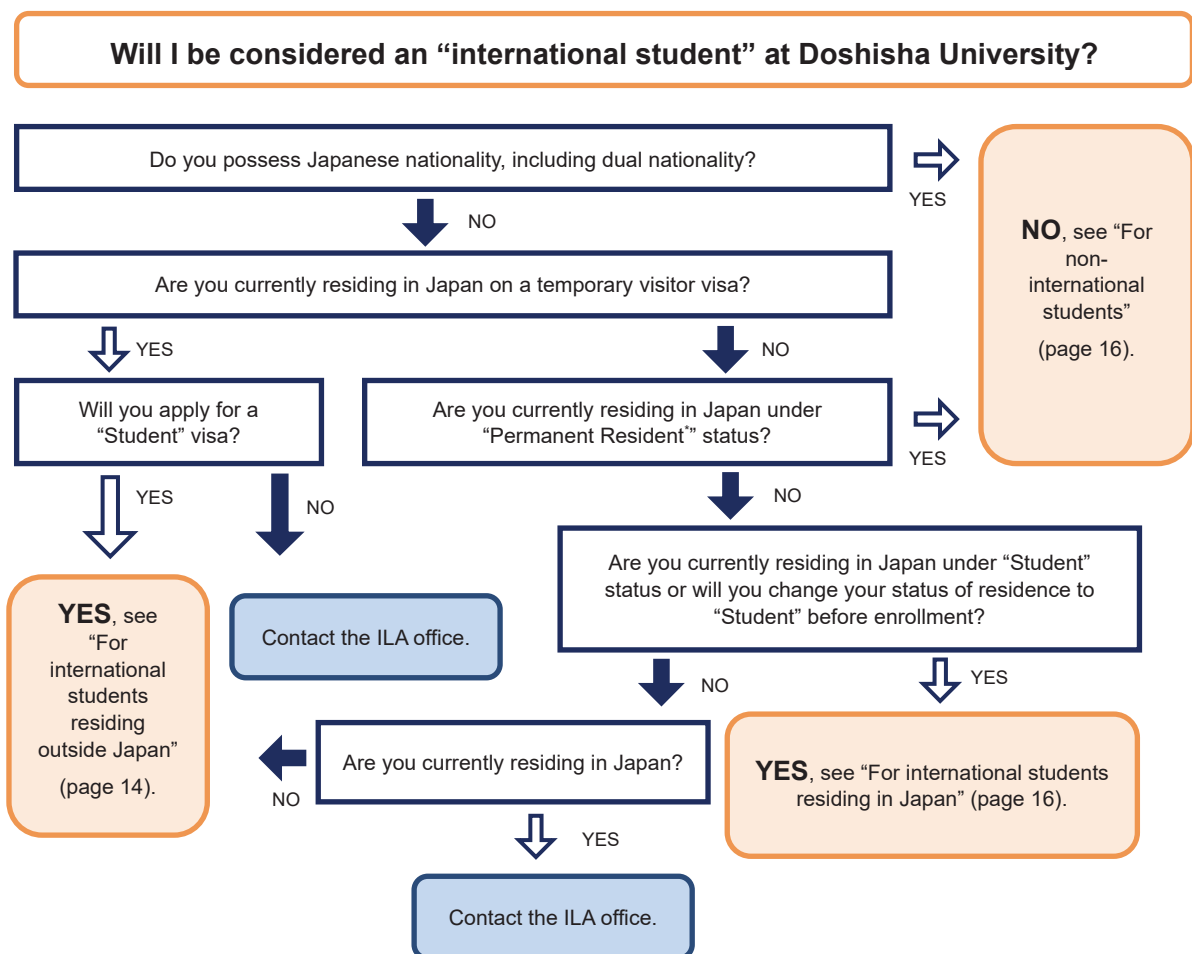 Will I be considered an “international student” at Doshisha University?
Do you possess Japanese nationality, including dual nationality?
YES
NO
NO, see “For
non-
international
students”
(page 16).
Are you currently residing in Japan on a temporary visitor visa?
YES
NO
Will you apply for a
“Student” visa?
Are you currently residing in Japan under
“Permanent Resident*” status?
YES
YES
NO
NO
Are you currently residing in Japan under “Student”
status or will you change your status of residence to
“Student” before enrollment?
YES, see
“For
international
students
residing
outside Japan”
(page 14).
Contact the ILA office.
NO
YES
Are you currently residing in Japan?
NO
YES, see “For international students
residing in Japan” (page 16).
YES
Contact the ILA office.